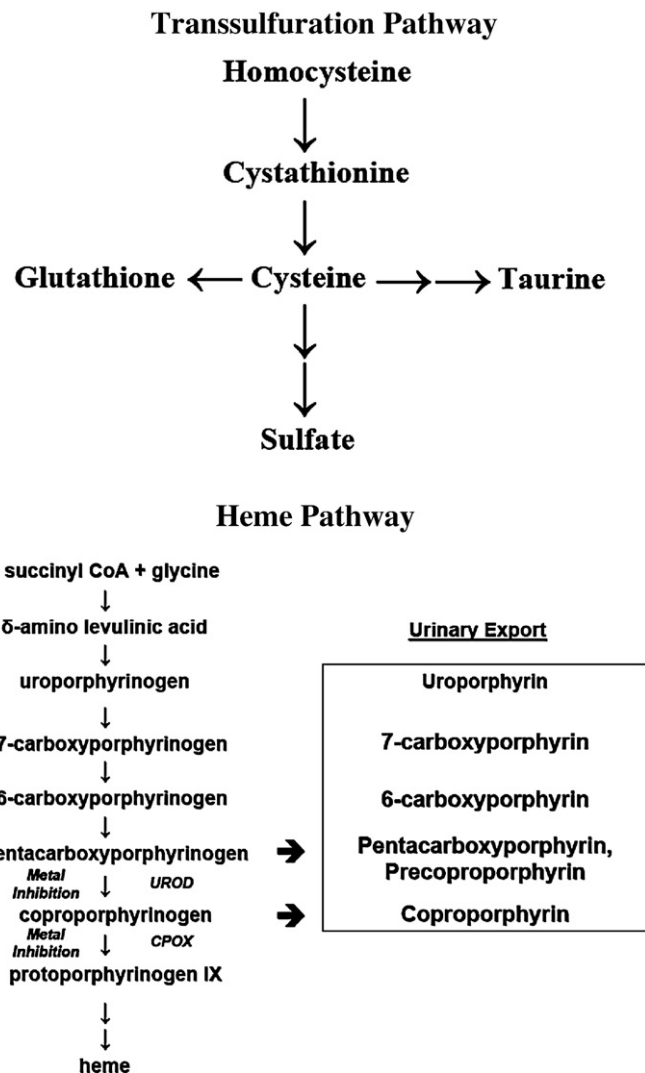 Transsulfuration Pathway
Homocysteine
Cystathionine
Glutathione Cysteine Taurine
Sulfate
Heme Pathway
succinyl CoA + glycine
δ-amino levulinic acid
Urinary Export
uroporphyrinogen
Uroporphyrin
7-carboxyporphyrinogen
7-carboxyporphyrin
6-carboxyporphyrinogen
6-carboxyporphyrin
entacarboxyporphyrinogen
Pentacarboxyporphyrin,
Precoproporphyrin
Metal
Inhibition
UROD
coproporphyrinogen
Coproporphyrin
Metal
Inhibition
CPOX
protoporphyrinogen IX
heme